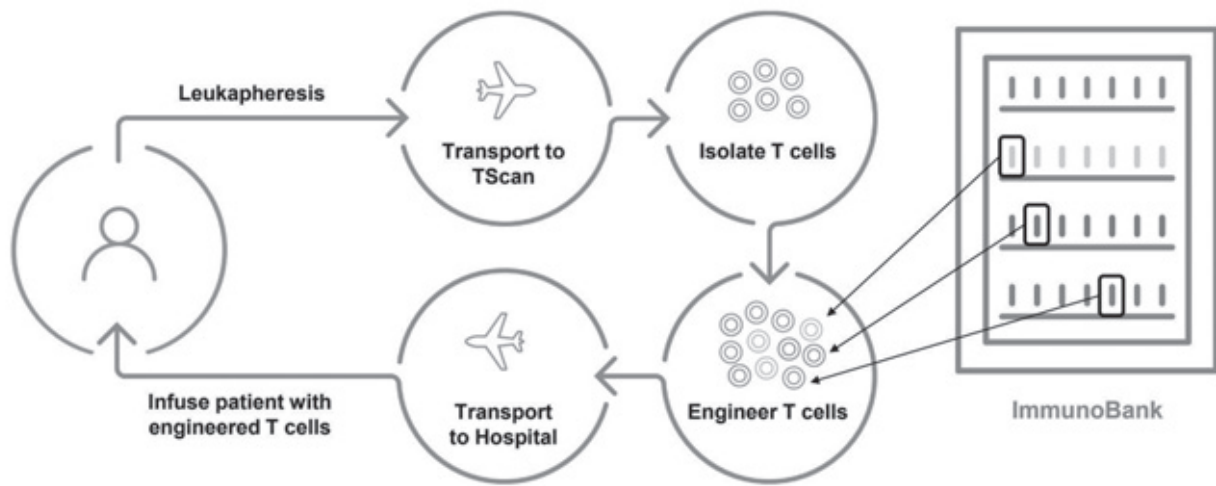 Leukapheresis
Transport to
TScan
Isolate T cells
Infuse patient with
engineered T cells
Transport
to Hospital
Engineer T cells
ImmunoBank